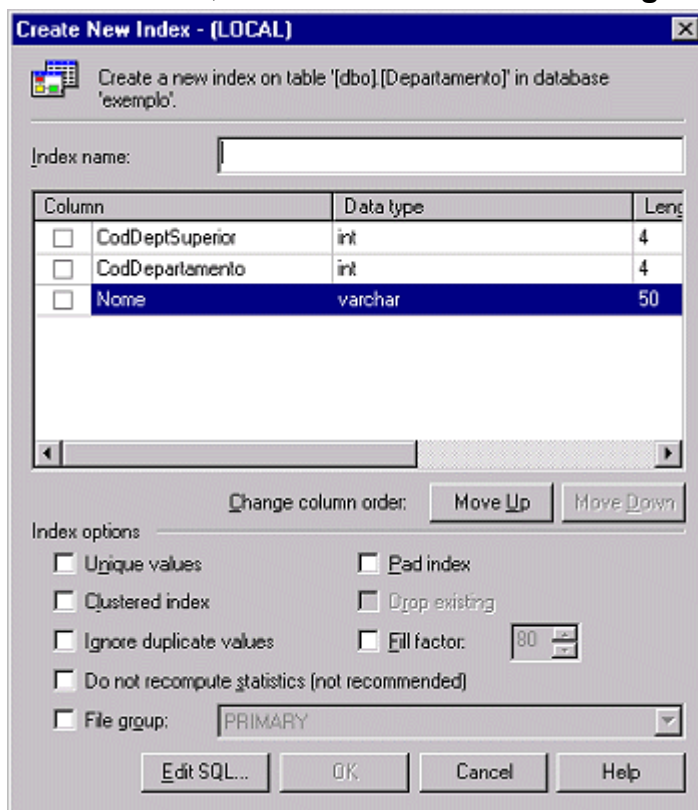 Create New Index - (LOCAL)
Create a new index on table '[dbo].[Departamento]' in database
'exemplo'.
Index name:
Column Data type Leng
CodDeptSuperior int 4
CodDepartamento int 4
Nome varchar 50
Change column order: Move Up Move Down
Index options
Unique values Pad index
Clustered index Drop existing
Ignore duplicate values Fill factor: 80
Do not recompute statistics (not recommended)
File group: PRIMARY
Edit SQL... OK Cancel Help